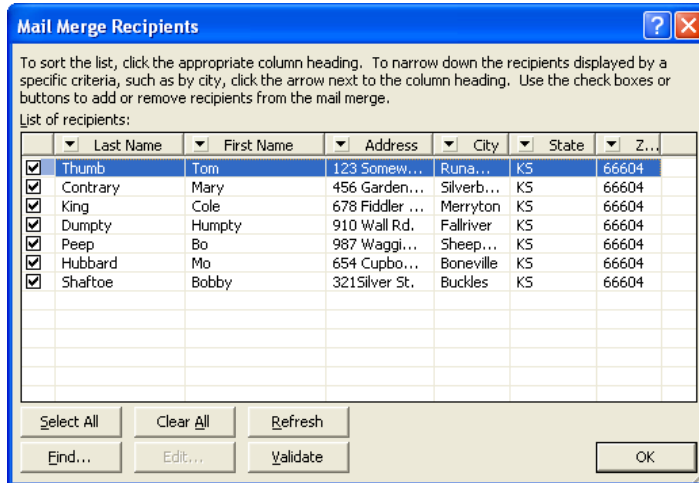 Mail Merge Recipients
To sort the list, click the appropriate column heading. To narrow down the recipients displayed by a
specific criteria, such as by city, click the arrow next to the column heading. Use the check boxes or
buttons to add or remove recipients from the mail merge.
List of recipients:
Last Name First Name Address City State Z...
Thumb Tom 123 Somew... Runa... KS 66604
Contrary Mary 456 Garden... Silverb... KS 66604
King Cole 678 Fiddler ... Merryton KS 66604
Dumpty Humpty 910 Wall Rd. Fallriver KS 66604
Peep Bo 987 Waggi... Sheep... KS 66604
Hubbard Mo 654 Cupbo... Boneville KS 66604
Shaftoe Bobby 321Silver St. Buckles KS 66604
Select All Clear All Refresh
Find... Edit... Validate OK